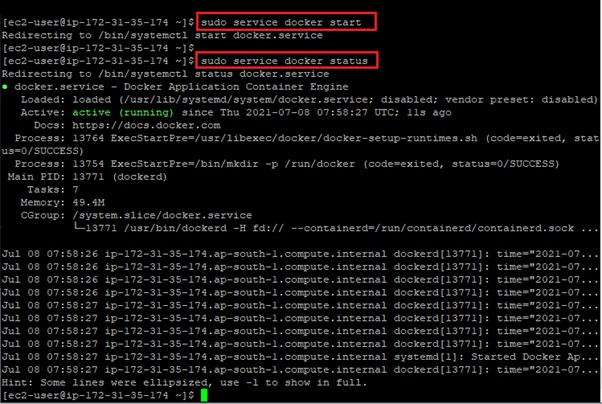 [ec2-user@ip-172-31-35-174 ~]$ sudo service docker start
Redirecting to /bin/systemctl start docker.service
[ec2-user@ip-172-31-35-174 ~]$
[ec2-user@ip-172-31-35-174 ~]$ sudo service docker status
Redirecting to /bin/systemctl status docker.service
● docker.service - Docker Application Container Engine
Loaded: loaded (/usr/lib/systemd/system/docker.service; disabled; vendor preset: disabled)
Active: active (running) since Thu 2021-07-08 07:58:27 UTC; 11s ago
Docs: https://docs.docker.com
Process: 13764 ExecStartPre=/usr/libexec/docker/docker-setup-runtimes.sh (code=exited, stat
us=0/SUCCESS)
Process: 13754 ExecStartPre=/bin/mkdir -p /run/docker (code=exited, status=0/SUCCESS)
Main PID: 13771 (dockerd)
Tasks: 7
Memory: 49.4M
CGroup: /system.slice/docker.service
└─13771 /usr/bin/dockerd -H fd:// --containerd=/run/containerd/containerd.sock ...
Jul 08 07:58:26 ip-172-31-35-174.ap-south-1.compute.internal dockerd[13771]: time="2021-07...
Jul 08 07:58:26 ip-172-31-35-174.ap-south-1.compute.internal dockerd[13771]: time="2021-07...
Jul 08 07:58:26 ip-172-31-35-174.ap-south-1.compute.internal dockerd[13771]: time="2021-07...
Jul 08 07:58:26 ip-172-31-35-174.ap-south-1.compute.internal dockerd[13771]: time="2021-07...
Jul 08 07:58:27 ip-172-31-35-174.ap-south-1.compute.internal dockerd[13771]: time="2021-07...
Jul 08 07:58:27 ip-172-31-35-174.ap-south-1.compute.internal dockerd[13771]: time="2021-07...
Jul 08 07:58:27 ip-172-31-35-174.ap-south-1.compute.internal dockerd[13771]: time="2021-07...
Jul 08 07:58:27 ip-172-31-35-174.ap-south-1.compute.internal dockerd[13771]: time="2021-07...
Jul 08 07:58:27 ip-172-31-35-174.ap-south-1.compute.internal systemd[1]: Started Docker Ap...
Jul 08 07:58:27 ip-172-31-35-174.ap-south-1.compute.internal dockerd[13771]: time="2021-07...
Hint: Some lines were ellipsized, use -l to show in full.
[ec2-user@ip-172-31-35-174 ~]$